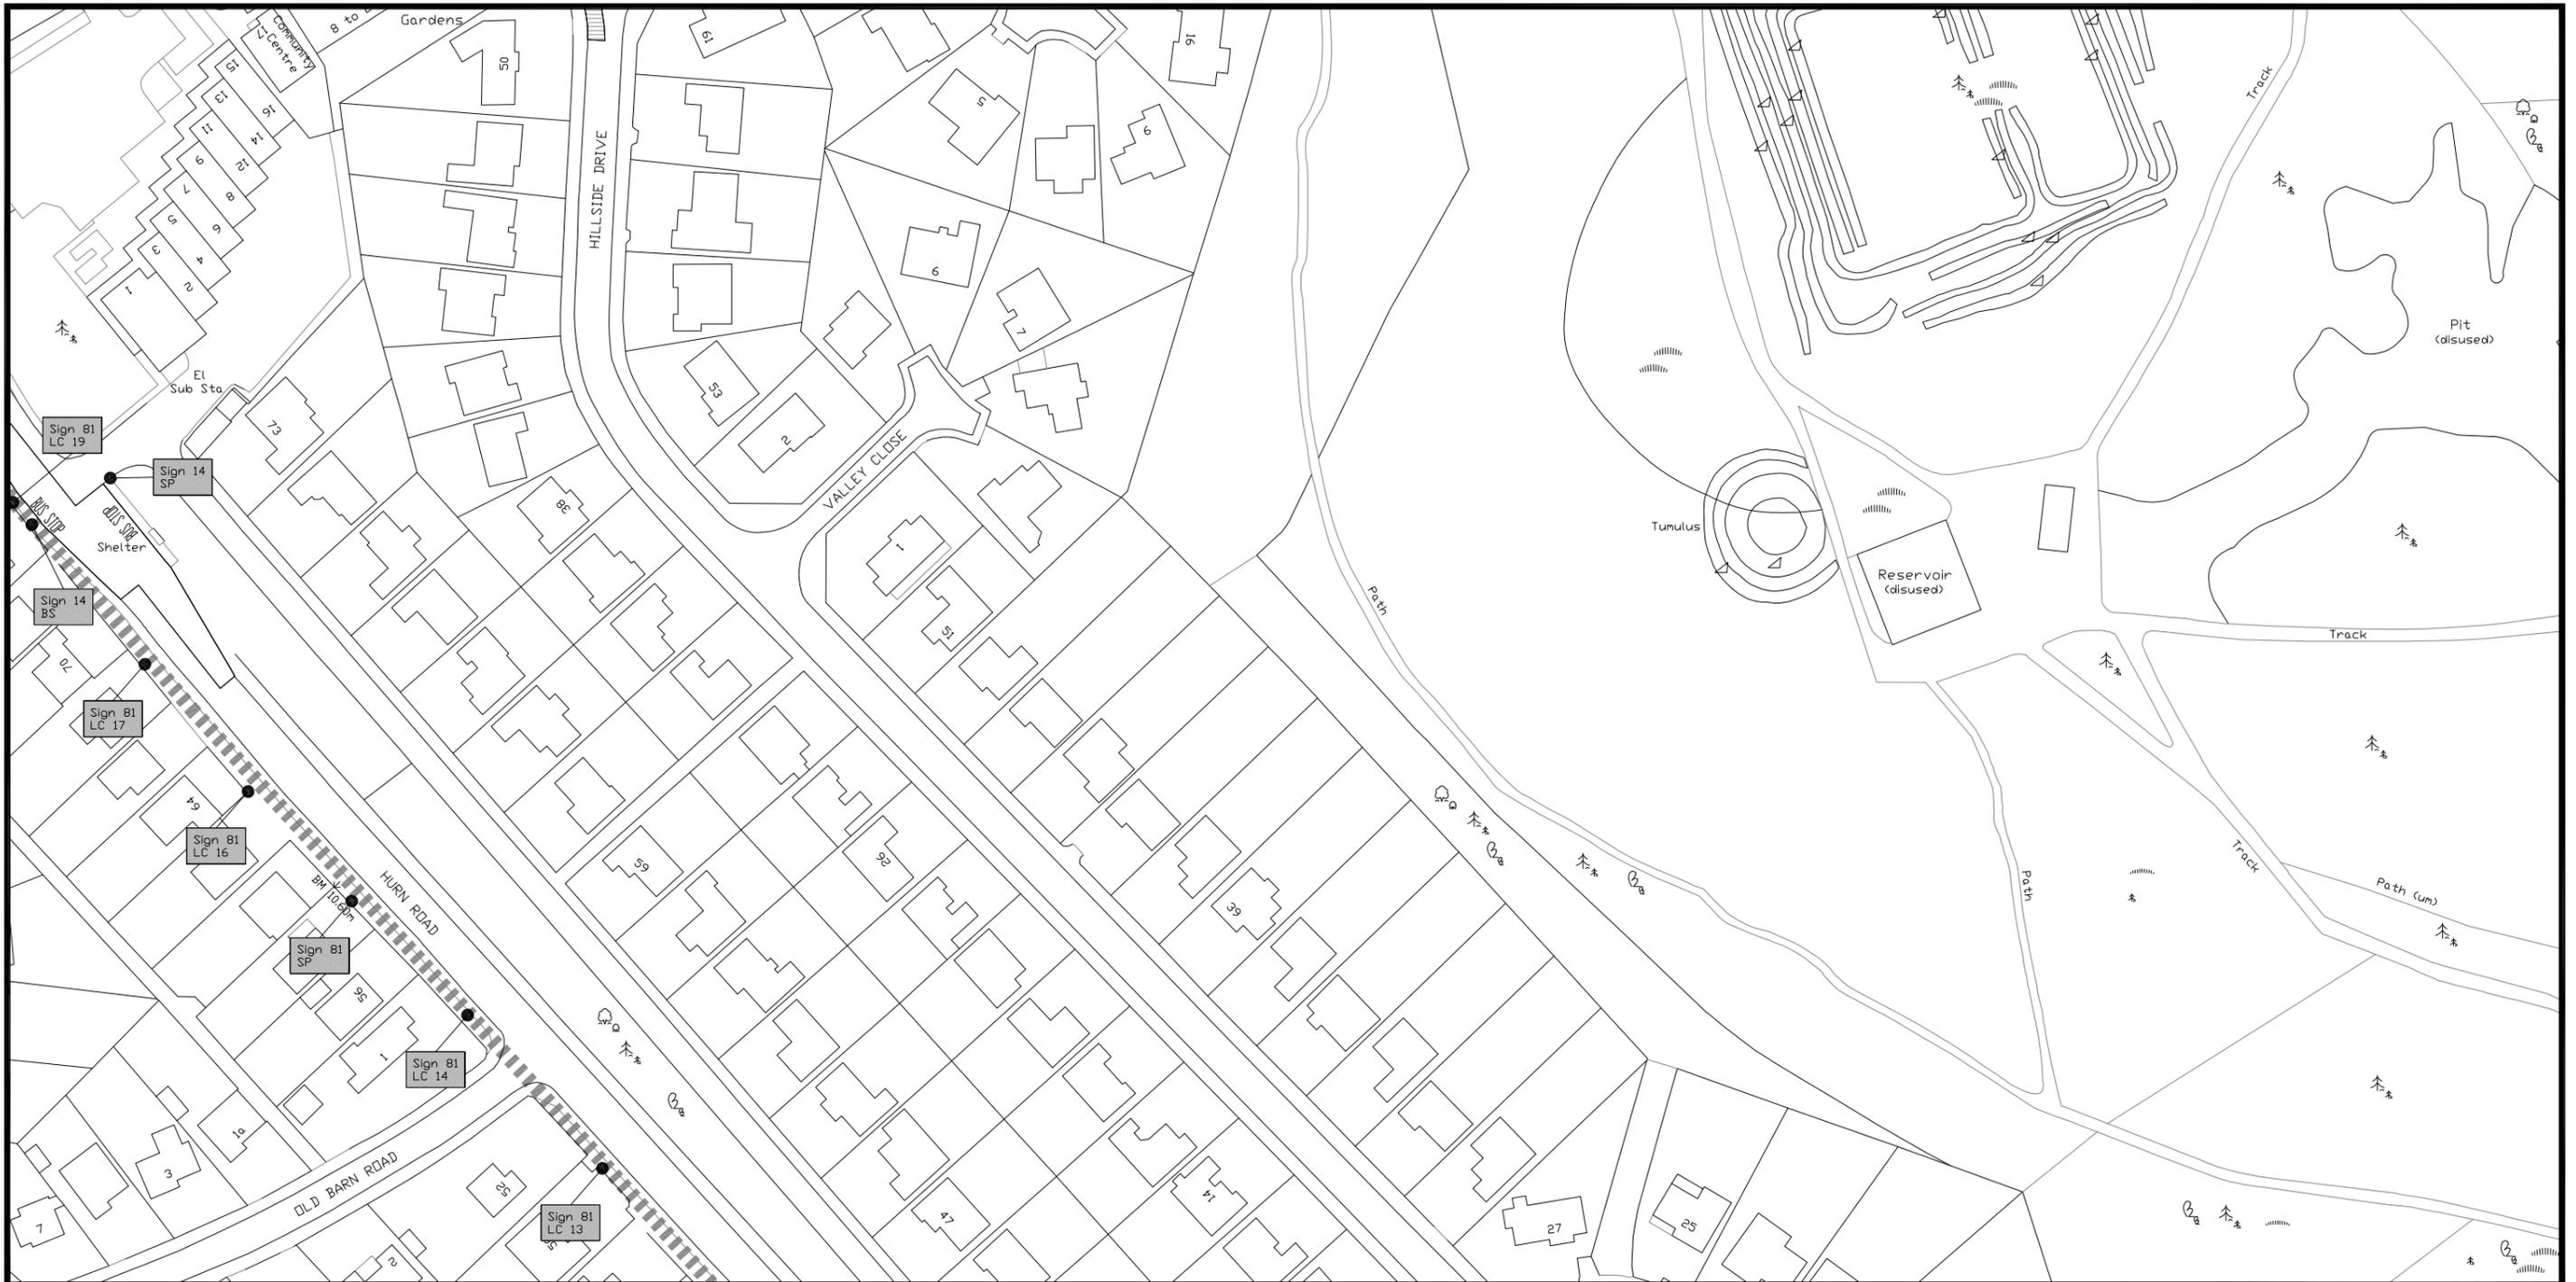 Gardens
8 to
Community
Centre
17
15
13
11
9
7
5
3
1
16
14
12
8
6
4
2
50
61
16
5
6
6
7
HILLSIDE DRIVE
53
2
VALLEY CLOSE
El
Sub Sta
73
38
Sign 81
LC 19
Sign 14
SP
BUS STOP
BUS STOP
Shelter
Sign 14
BS
70
Sign 81
LC 17
64
Sign 81
LC 16
BM 10.60m
HURN ROAD
Sign 81
SP
56
1
Sign 81
LC 14
1a
3
7
OLD BARN ROAD
52
Sign 81
LC 13
50
2
1
51
59
26
39
47
14
27
25
Path
Track
Pit
(disused)
Tumulus
Reservoir
(disused)
Track
Path
Track
Path (um)